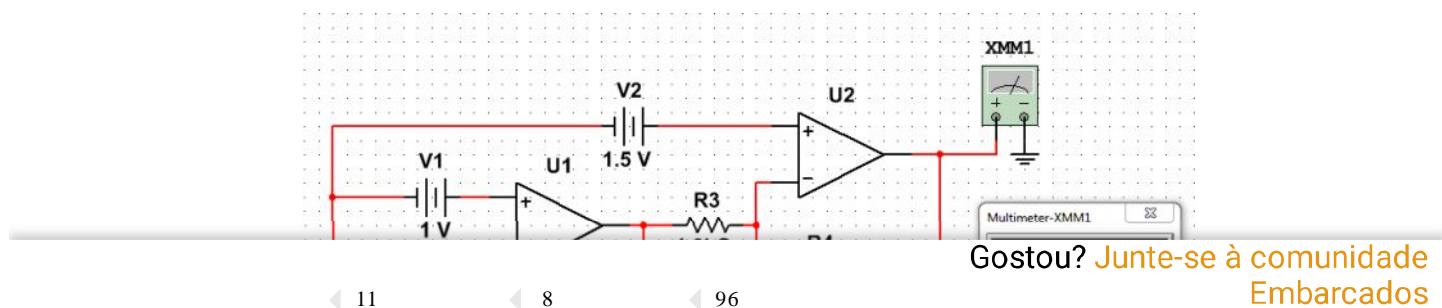 XMM1
V2
U2
+ −
+
1.5 V
V1
U1
−
R3
+
1 V
Multimeter-XMM1
Gostou? Junte-se à comunidade
Embarcados
11 8 96